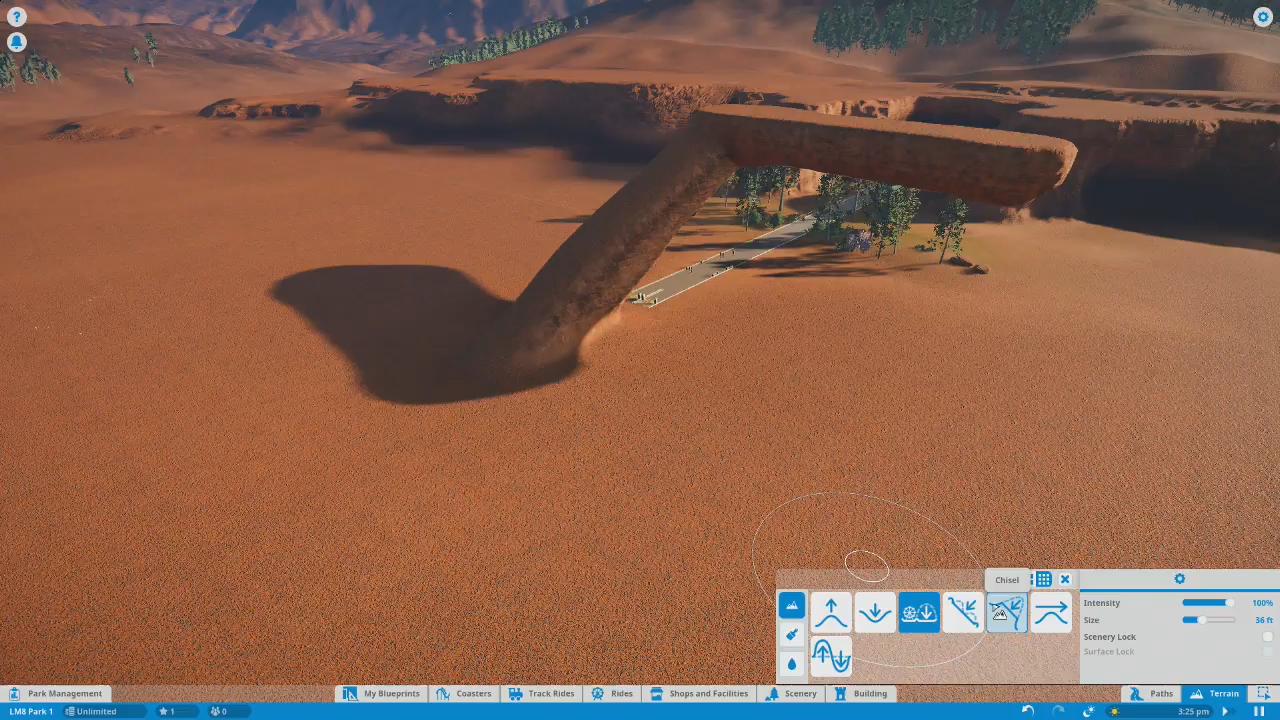 ?
Chisel
Intensity 100%
Size 36 ft
Scenery Lock
Surface Lock
Park Management My Blueprints Coasters Track Rides Rides Shops and Facilities Scenery Building Paths Terrain
LM8 Park 1 Unlimited 1 0 3:25 pm